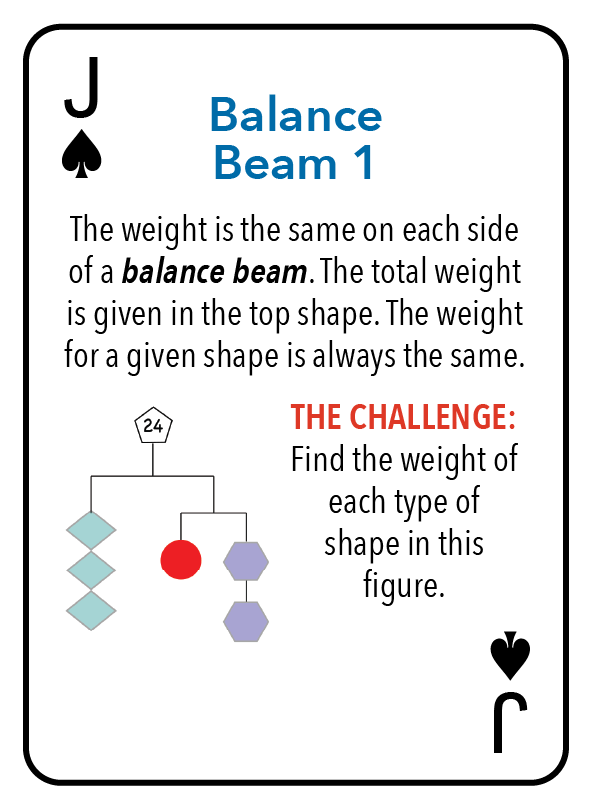 J
Balance
Beam 1
The weight is the same on each side
of a balance beam. The total weight
is given in the top shape. The weight
for a given shape is always the same.
24
THE CHALLENGE:
Find the weight of
each type of
shape in this
figure.
J